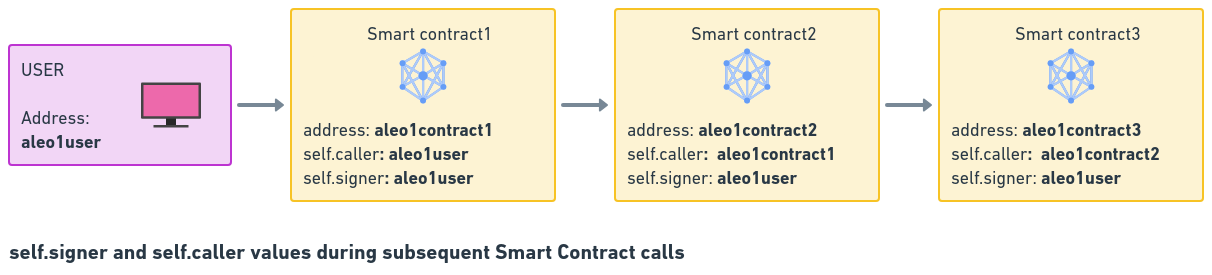 USER
Address:
aleo1user
Smart contract1
address: aleo1contract1
self.caller: aleo1user
self.signer: aleo1user
Smart contract2
address: aleo1contract2
self.caller: aleo1contract1
self.signer: aleo1user
Smart contract3
address: aleo1contract3
self.caller: aleo1contract2
self.signer: aleo1user
self.signer and self.caller values during subsequent Smart Contract calls